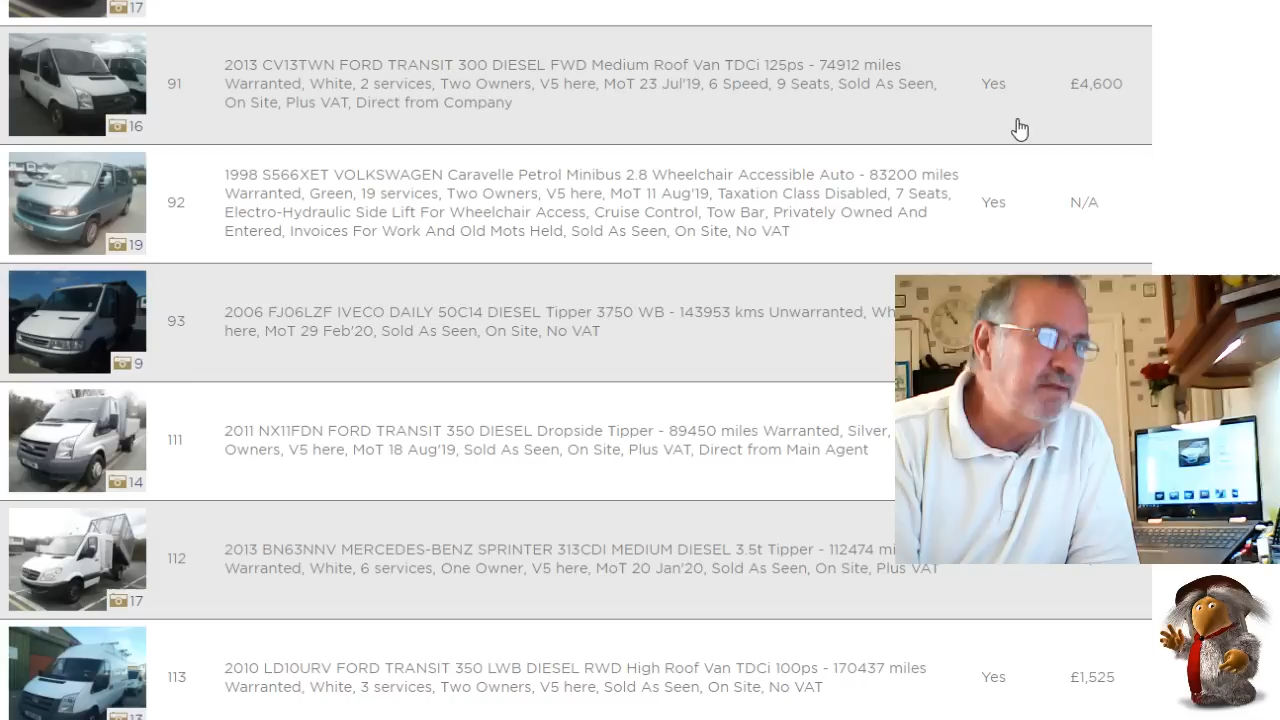 17
91
2013 CV13TWN FORD TRANSIT 300 DIESEL FWD Medium Roof Van TDCi 125ps - 74912 miles
Warranted, White, 2 services, Two Owners, V5 here, MoT 23 Jul'19, 6 Speed, 9 Seats, Sold As Seen,
On Site, Plus VAT, Direct from Company
Yes
£4,600
16
92
1998 S566XET VOLKSWAGEN Caravelle Petrol Minibus 2.8 Wheelchair Accessible Auto - 83200 miles
Warranted, Green, 19 services, Two Owners, V5 here, MoT 11 Aug'19, Taxation Class Disabled, 7 Seats,
Electro-Hydraulic Side Lift For Wheelchair Access, Cruise Control, Tow Bar, Privately Owned And
Entered, Invoices For Work And Old Mots Held, Sold As Seen, On Site, No VAT
Yes
N/A
19
93
2006 FJ06LZF IVECO DAILY 50C14 DIESEL Tipper 3750 WB - 143953 kms Unwarranted, Wh
here, MoT 29 Feb'20, Sold As Seen, On Site, No VAT
9
111
2011 NX11FDN FORD TRANSIT 350 DIESEL Dropside Tipper - 89450 miles Warranted, Silver,
Owners, V5 here, MoT 18 Aug'19, Sold As Seen, On Site, Plus VAT, Direct from Main Agent
14
112
2013 BN63NNV MERCEDES-BENZ SPRINTER 313CDI MEDIUM DIESEL 3.5t Tipper - 112474 mi
Warranted, White, 6 services, One Owner, V5 here, MoT 20 Jan'20, Sold As Seen, On Site, Plus VAT
17
113
2010 LD10URV FORD TRANSIT 350 LWB DIESEL RWD High Roof Van TDCi 100ps - 170437 miles
Warranted, White, 3 services, Two Owners, V5 here, Sold As Seen, On Site, No VAT
Yes
£1,525
13